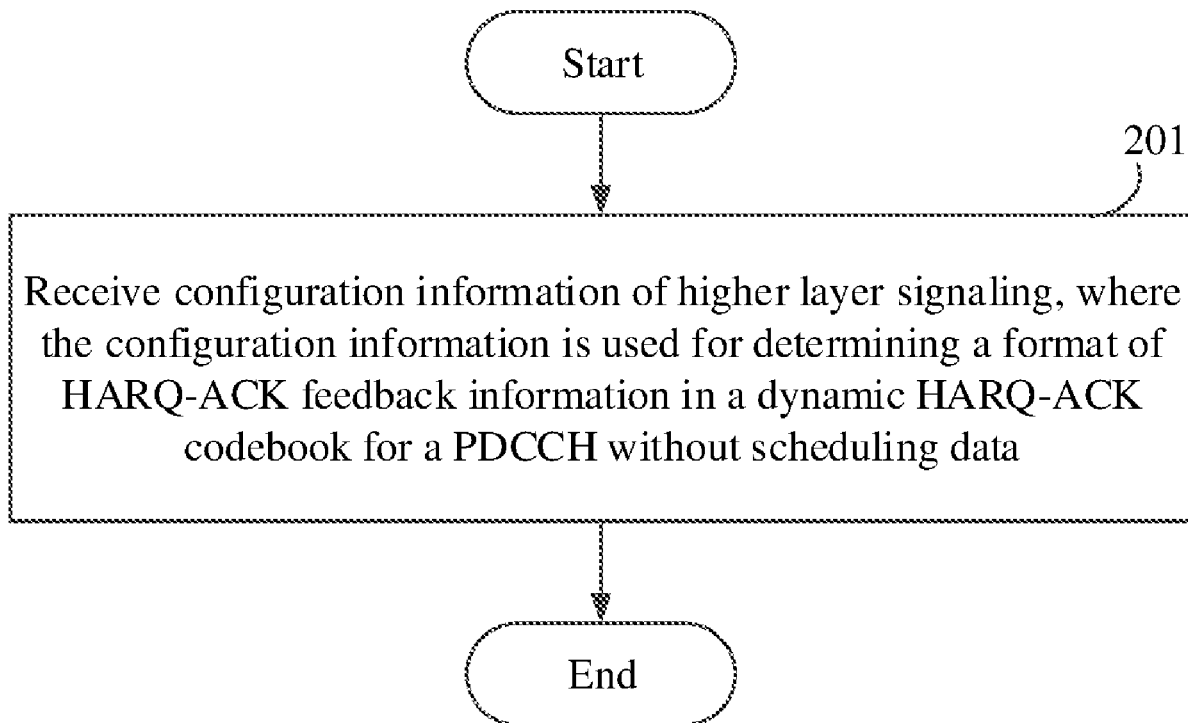 Start
201
Receive configuration information of higher layer signaling, where
the configuration information is used for determining a format of
HARQ-ACK feedback information in a dynamic HARQ-ACK
codebook for a PDCCH without scheduling data
End